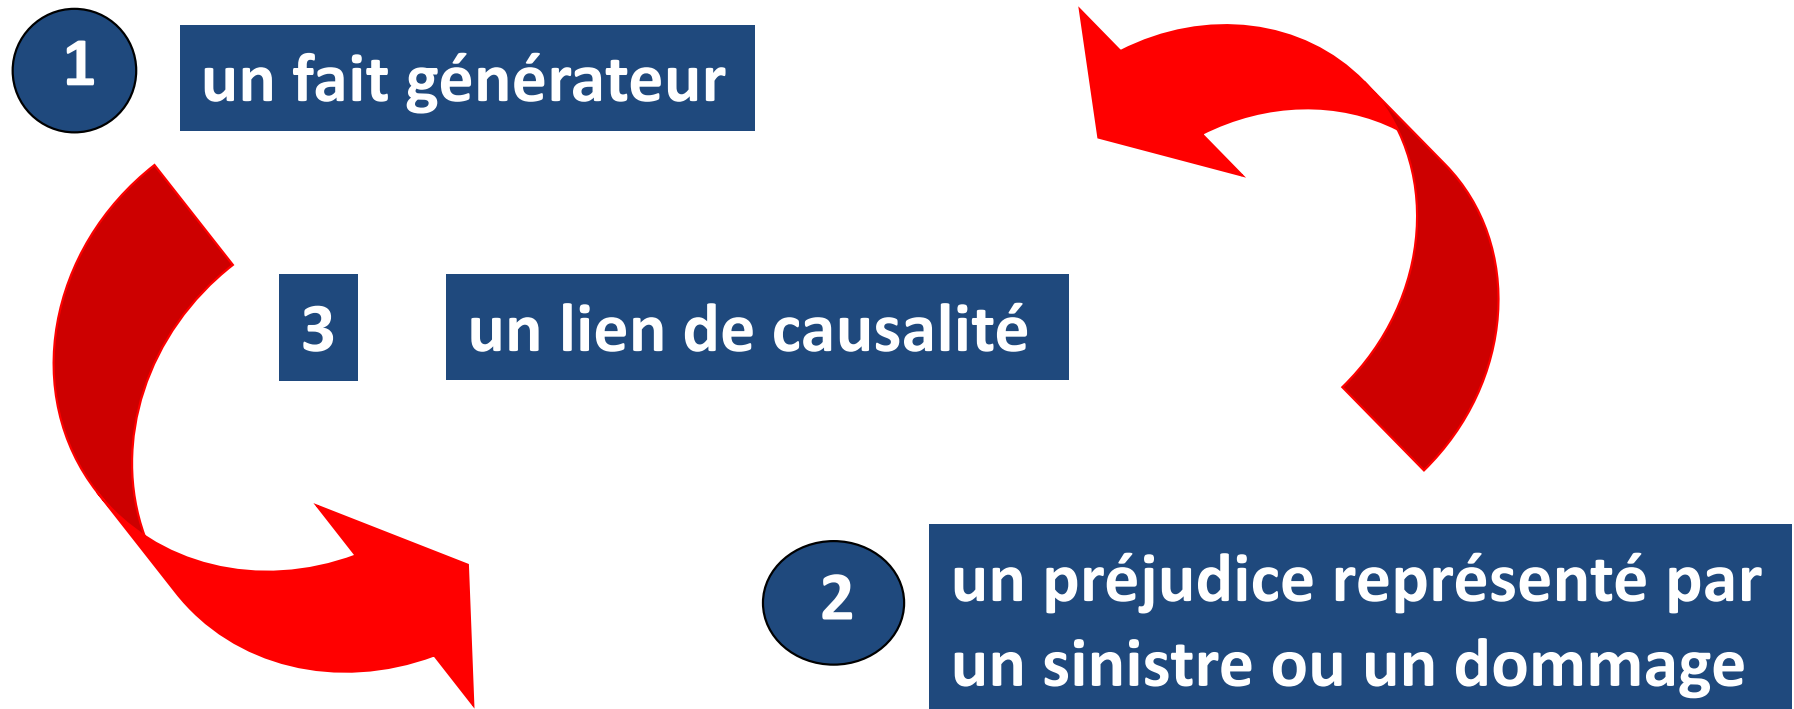 1
un fait générateur
3
un lien de causalité
2
un préjudice représenté par
un sinistre ou un dommage